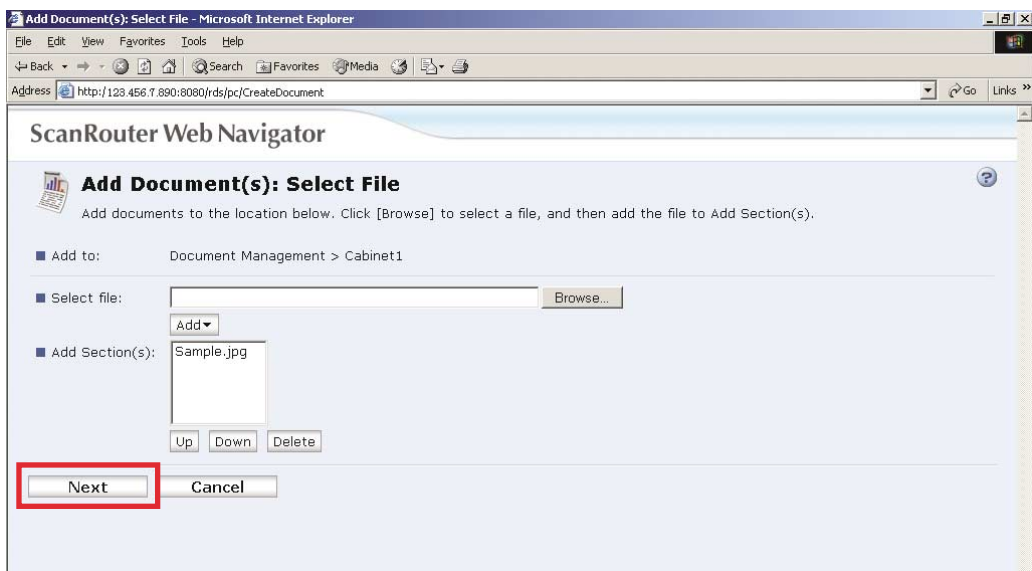 Add Document(s): Select File - Microsoft Internet Explorer
File Edit View Favorites Tools Help
Back Search Favorites Media
Address http://123.456.7.890:8080/rds/pc/CreateDocument Go Links »
ScanRouter Web Navigator
Add Document(s): Select File
?
Add documents to the location below. Click [Browse] to select a file, and then add the file to Add Section(s).
Add to: Document Management > Cabinet1
Select file: Browse...
Add
Add Section(s): Sample.jpg
Up Down Delete
Next Cancel